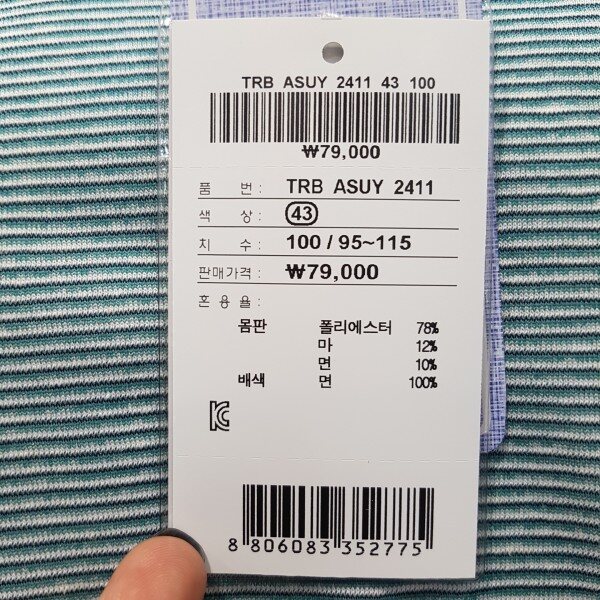 TRB ASUY 2411 43 100
₩79,000
품 번 : TRB ASUY 2411
색 상 : 43
치 수 : 100 / 95~115
판매가격 : ₩79,000
혼 용 율 :
몸판 폴리에스터 78%
마 12%
면 10%
배색 면 100%
KC
8 806083 352775